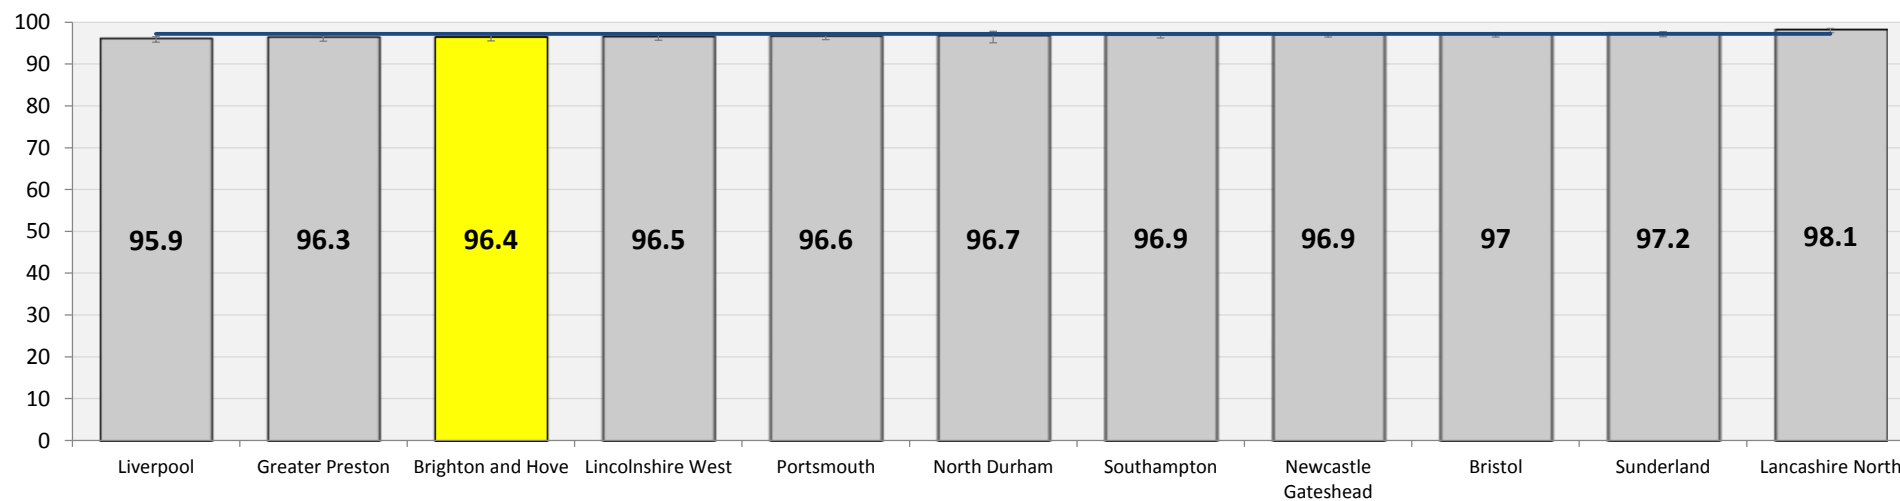 100
90
80
70
60
50
40
30
20
10
0
95.9
96.3
96.4
96.5
96.6
96.7
96.9
96.9
97
97.2
98.1
Liverpool
Greater Preston
Brighton and Hove
Lincolnshire West
Portsmouth
North Durham
Southampton
Newcastle
Gateshead
Bristol
Sunderland
Lancashire North